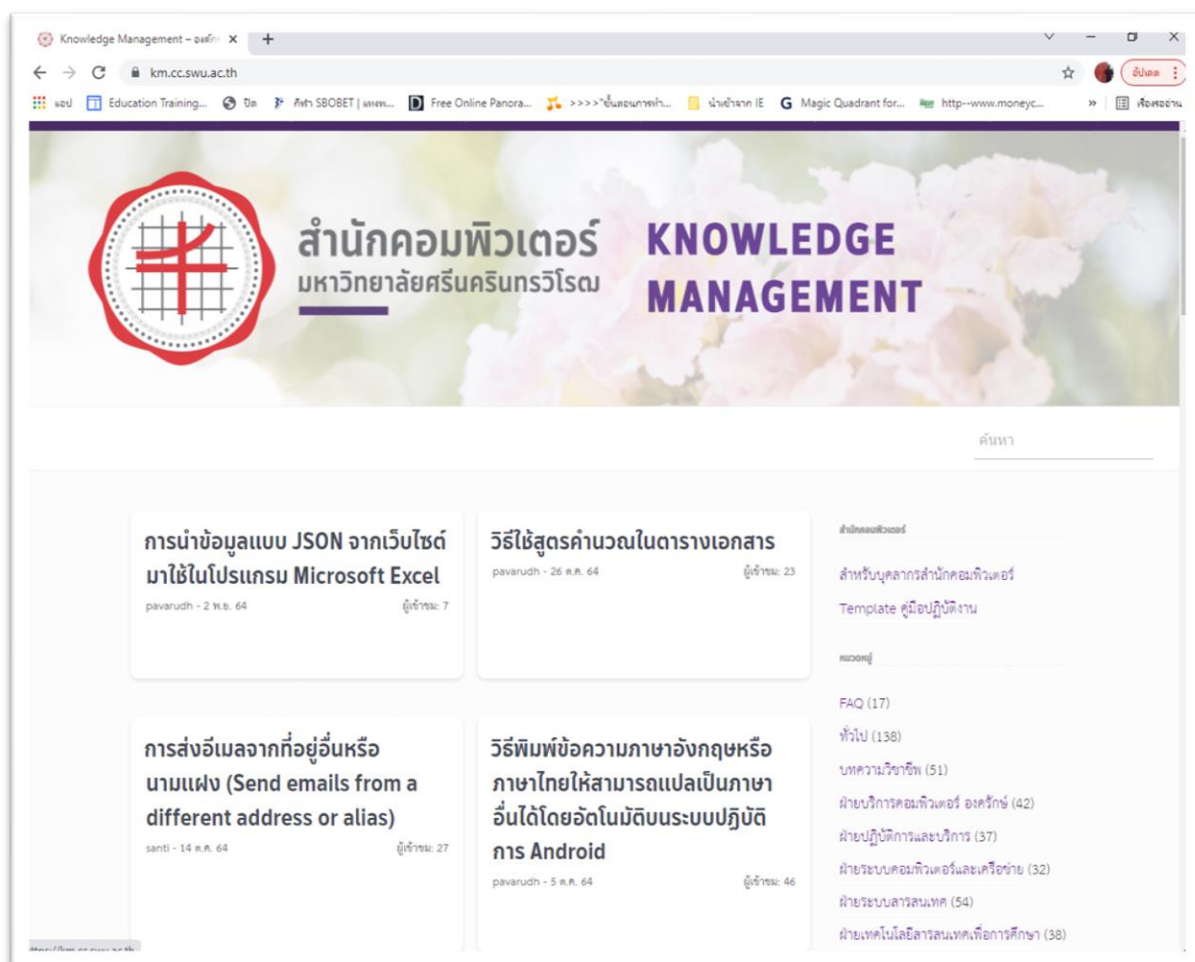 Knowledge Management – องค์ก
km.cc.swu.ac.th
อัปเดต
แอป
Education Training...
ปิด
กีฬา SBOBET | แทงพ...
Free Online Panora...
>>>>"ขั้นตอนการทำ...
นำเข้าจาก IE
Magic Quadrant for...
http--www.moneyc...
»
เรื่องรออ่าน
สำนักคอมพิวเตอร์
มหาวิทยาลัยศรีนครินทรวิโรฒ
KNOWLEDGE
MANAGEMENT
ค้นหา
การนำข้อมูลแบบ JSON จากเว็บไซต์
มาใช้ในโปรแกรม Microsoft Excel
pavarudh - 2 พ.ย. 64
ผู้เข้าชม: 7
วิธีใช้สูตรคำนวณในตารางเอกสาร
pavarudh - 26 ต.ค. 64
ผู้เข้าชม: 23
การส่งอีเมลจากที่อยู่อื่นหรือ
นามแฝง (Send emails from a
different address or alias)
santi - 14 ต.ค. 64
ผู้เข้าชม: 27
วิธีพิมพ์ข้อความภาษาอังกฤษหรือ
ภาษาไทยให้สามารถแปลเป็นภาษา
อื่นได้โดยอัตโนมัติบนระบบปฏิบัติ
การ Android
pavarudh - 5 ต.ค. 64
ผู้เข้าชม: 46
สำนักคอมพิวเตอร์
สำหรับบุคลากรสำนักคอมพิวเตอร์
Template คู่มือปฏิบัติงาน
หมวดหมู่
FAQ (17)
ทั่วไป (138)
บทความวิชาชีพ (51)
ฝ่ายบริการคอมพิวเตอร์ องครักษ์ (42)
ฝ่ายปฏิบัติการและบริการ (37)
ฝ่ายระบบคอมพิวเตอร์และเครือข่าย (32)
ฝ่ายระบบสารสนเทศ (54)
ฝ่ายเทคโนโลยีสารสนเทศเพื่อการศึกษา (38)
https://km.cc.swu.ac.th